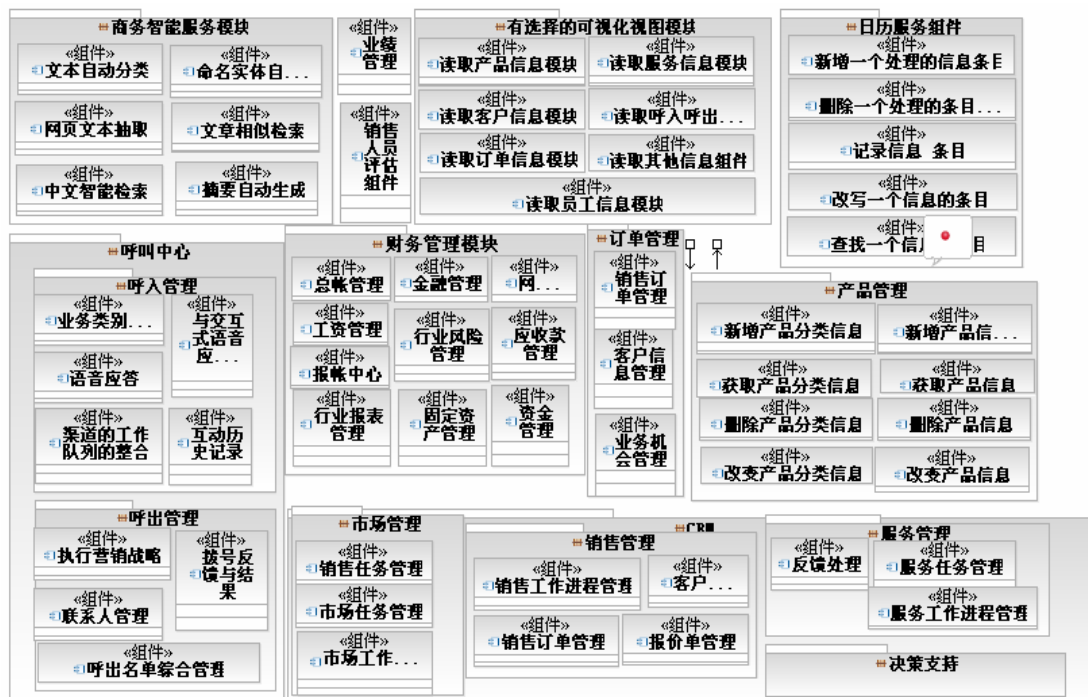 商务智能服务模块
«组件»
文本自动分类
«组件»
命名实体自...
«组件»
网页文本抽取
«组件»
文章相似检索
«组件»
中文智能检索
«组件»
摘要自动生成
«组件»
业绩
管理
«组件»
销售
人员
评估
组件
有选择的可视化视图模块
«组件»
读取产品信息模块
«组件»
读取服务信息模块
«组件»
读取客户信息模块
«组件»
读取呼入呼出...
«组件»
读取订单信息模块
«组件»
读取其他信息组件
«组件»
读取员工信息模块
日历服务组件
«组件»
新增一个处理的信息条目
«组件»
删除一个处理的条目...
«组件»
记录信息 条目
«组件»
改写一个信息的条目
«组件»
查找一个信 目
呼叫中心
呼入管理
«组件»
业务类别...
«组件»
与交互
式语音
应...
«组件»
语音应答
«组件»
渠道的工作
队列的整合
«组件»
互动历
史记录
呼出管理
«组件»
执行营销战略
«组件»
拨号反
馈与结
果
«组件»
联系人管理
«组件»
呼出名单综合管理
财务管理模块
«组件»
总帐管理
«组件»
金融管理
«组件»
网...
«组件»
工资管理
«组件»
行业风险
管理
«组件»
应收款
管理
«组件»
报帐中心
«组件»
行业报表
管理
«组件»
固定资
产管理
«组件»
资金
管理
订单管理
«组件»
销售订
单管理
«组件»
客户信
息管理
«组件»
业务机
会管理
产品管理
«组件»
新增产品分类信息
«组件»
新增产品信...
«组件»
获取产品分类信息
«组件»
获取产品信息
«组件»
删除产品分类信息
«组件»
删除产品信息
«组件»
改变产品分类信息
«组件»
改变产品信息
CRM
市场管理
«组件»
销售任务管理
«组件»
市场任务管理
«组件»
市场工作...
销售管理
«组件»
销售工作进程管理
«组件»
客户...
«组件»
销售订单管理
«组件»
报价单管理
服务管理
«组件»
反馈处理
«组件»
服务任务管理
«组件»
服务工作进程管理
决策支持